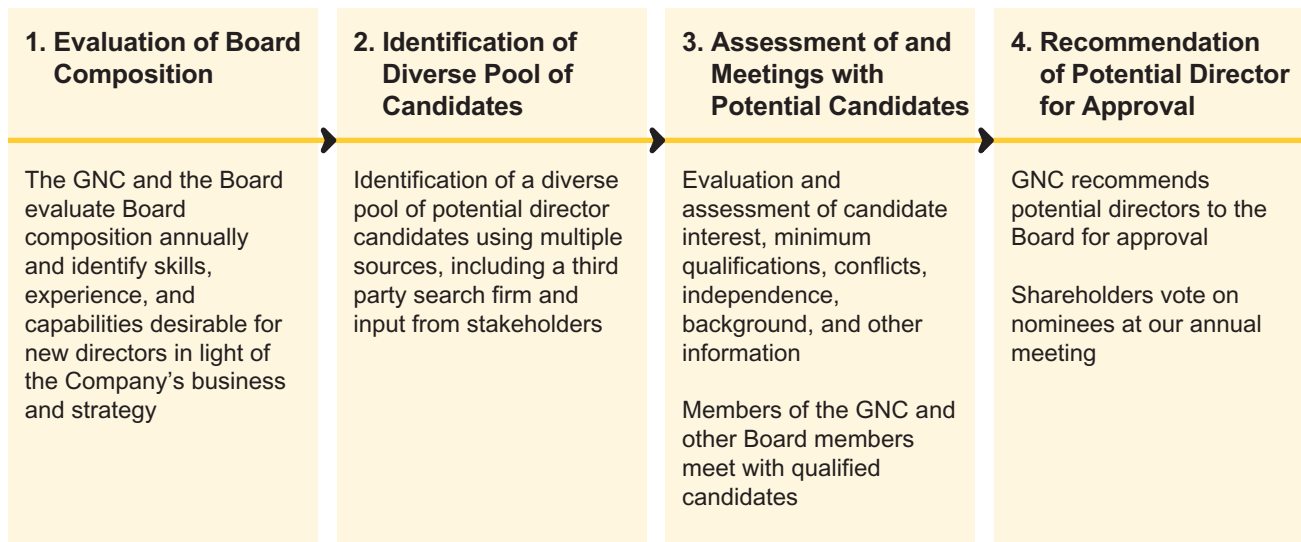 1. Evaluation of Board
Composition
The GNC and the Board
evaluate Board
composition annually
and identify skills,
experience, and
capabilities desirable for
new directors in light of
the Company's business
and strategy
2. Identification of
Diverse Pool of
Candidates
Identification of a diverse
pool of potential director
candidates using multiple
sources, including a third
party search firm and
input from stakeholders
3. Assessment of and
Meetings with
Potential Candidates
Evaluation and
assessment of candidate
interest, minimum
qualifications, conflicts,
independence,
background, and other
information
Members of the GNC and
other Board members
meet with qualified
candidates
4. Recommendation
of Potential Director
for Approval
GNC recommends
potential directors to the
Board for approval
Shareholders vote on
nominees at our annual
meeting